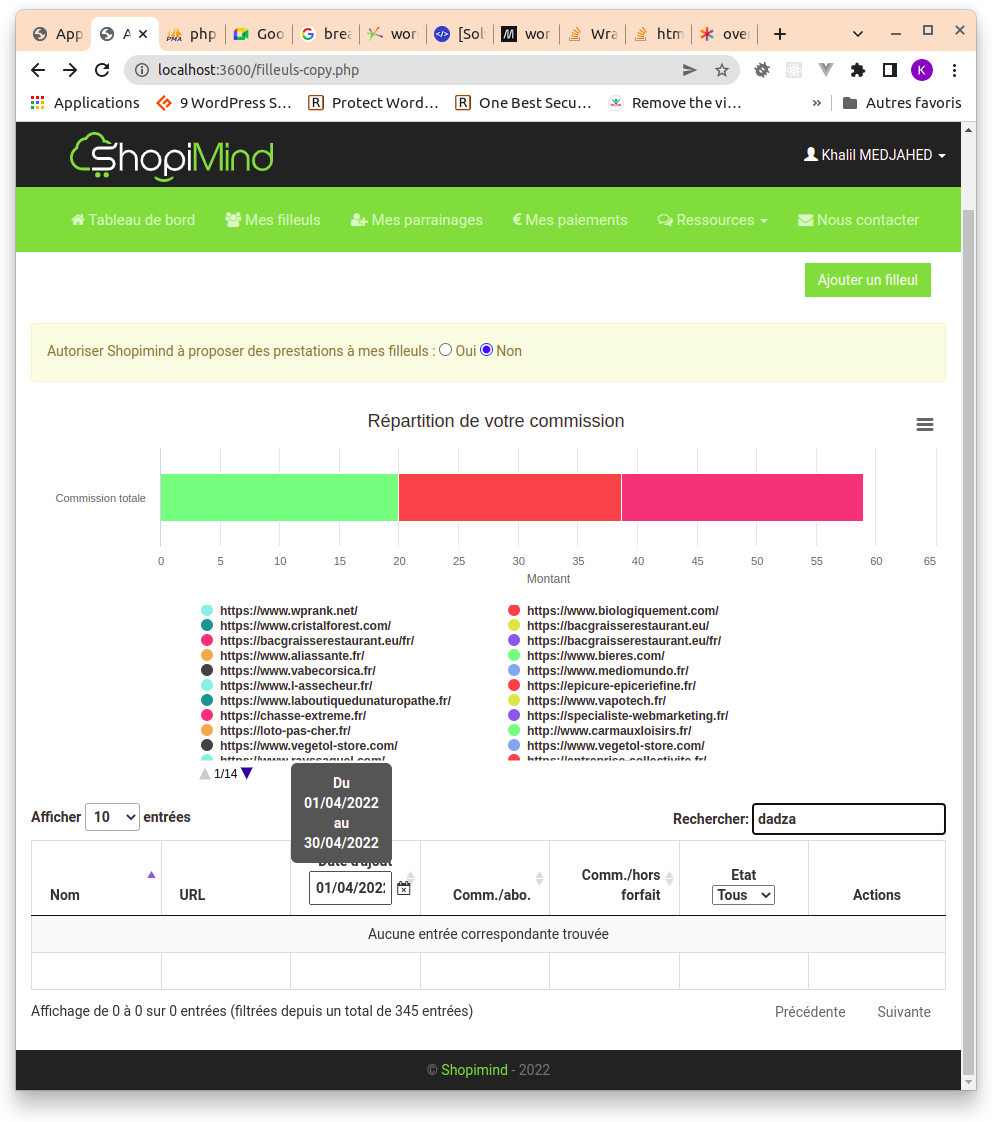 App
A
php
Goo
brea
wor
[Sol
wor
Wra
htm
over
localhost:3600/filleuls-copy.php
K
Applications
9 WordPress S...
Protect Word...
One Best Secu...
Remove the vi...
»
Autres favoris
ShopiMind
Khalil MEDJAHED
Tableau de bord
Mes filleuls
Mes parrainages
€ Mes paiements
Ressources
Nous contacter
Ajouter un filleul
Autoriser Shopimind à proposer des prestations à mes filleuls : Oui Non
Répartition de votre commission
Commission totale
0 5 10 15 20 25 30 35 40 45 50 55 60 65
Montant
https://www.wprank.net/ https://www.biologiquement.com/
https://www.cristalforest.com/ https://bacgraisserestaurant.eu/
https://bacgraisserestaurant.eu/fr/ https://bacgraisserestaurant.eu/fr/
https://www.aliassante.fr/ https://www.bieres.com/
https://www.vabecorsica.fr/ https://www.mediomundo.fr/
https://www.l-assecheur.fr/ https://epicure-epiceriefine.fr/
https://www.laboutiquedunaturopathe.fr/ https://www.vapotech.fr/
https://chasse-extreme.fr/ https://specialiste-webmarketing.fr/
https://loto-pas-cher.fr/ http://www.carmauxloisirs.fr/
https://www.vegetol-store.com/ https://www.vegetol-store.com/
https://www.rayssaguel.com/ https://entreprise-collectivite.fr/
1/14
Du
01/04/2022
au
30/04/2022
Afficher 10 entrées
Rechercher: dadza
Nom
URL
Date d'ajout
01/04/2022
Comm./abo.
Comm./hors
forfait
Etat
Tous
Actions
Aucune entrée correspondante trouvée
Affichage de 0 à 0 sur 0 entrées (filtrées depuis un total de 345 entrées)
Précédente Suivante
© Shopimind - 2022